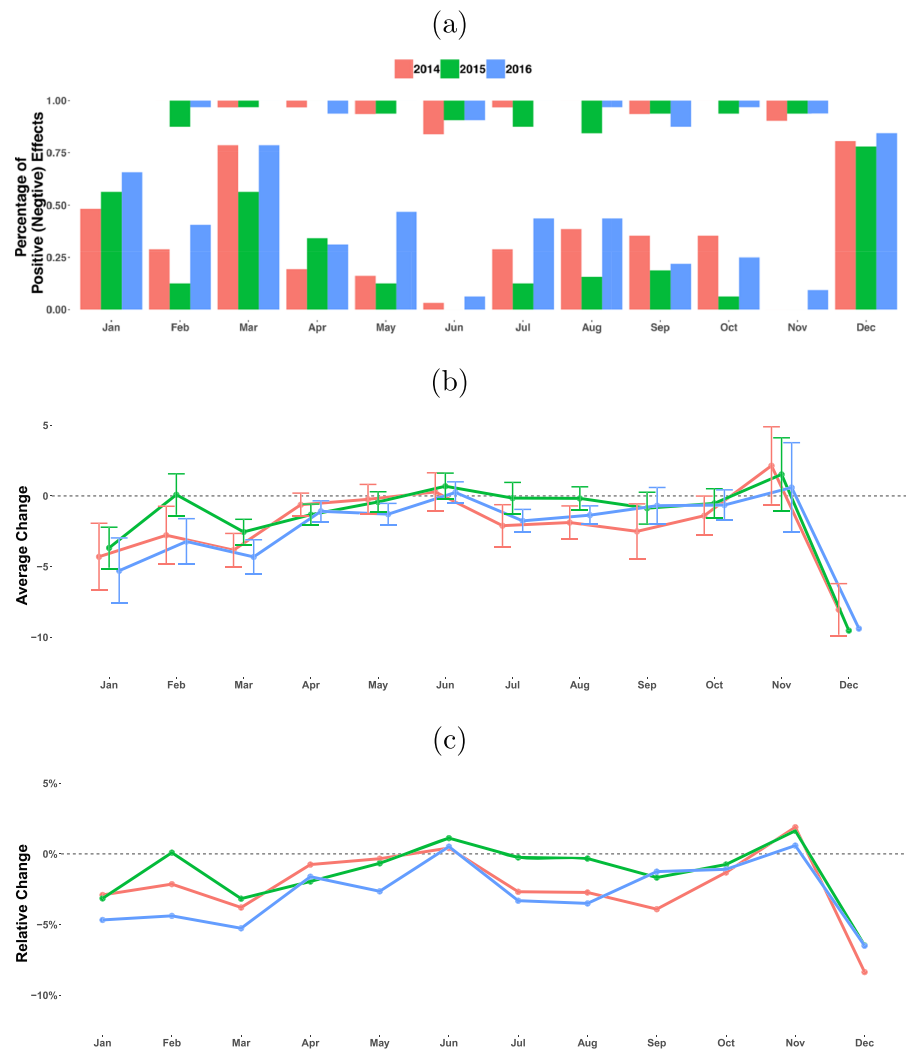 (a)
2014 2015 2016
Percentage of
Positive (Negtive) Effects
1.00
0.75
0.50
0.25
0.00
Jan Feb Mar Apr May Jun Jul Aug Sep Oct Nov Dec
(b)
Average Change
5
0
−5
−10
Jan Feb Mar Apr May Jun Jul Aug Sep Oct Nov Dec
(c)
Relative Change
5%
0%
−5%
−10%
Jan Feb Mar Apr May Jun Jul Aug Sep Oct Nov Dec